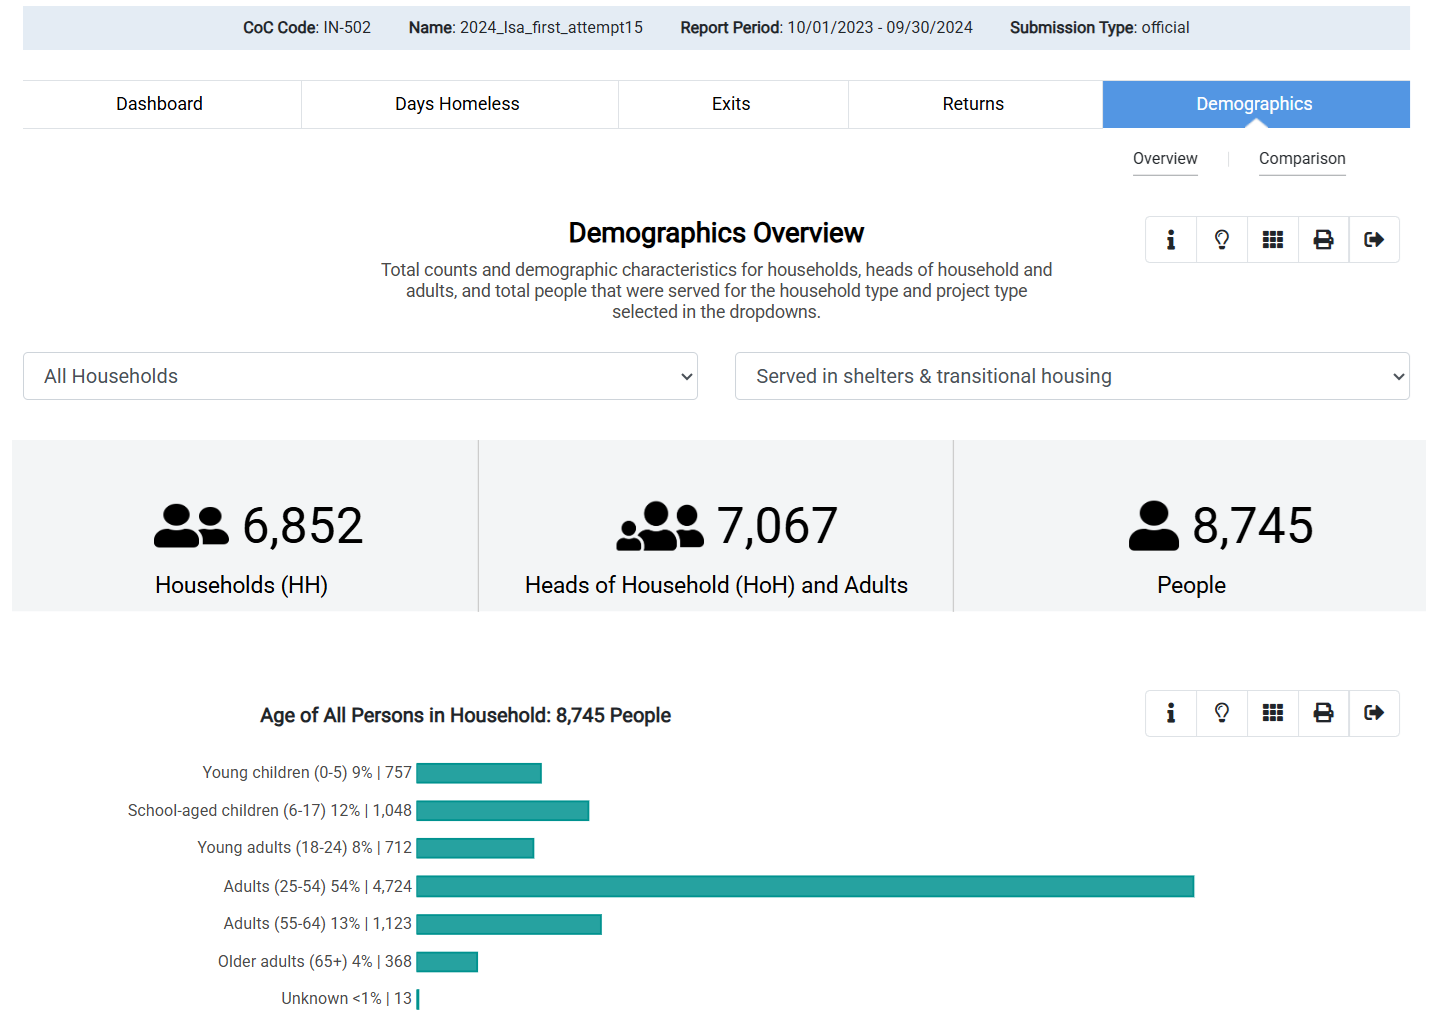 CoC Code: IN-502 Name: 2024_lsa_first_attempt15 Report Period: 10/01/2023 - 09/30/2024 Submission Type: official
Dashboard Days Homeless Exits Returns Demographics
Overview Comparison
Demographics Overview
Total counts and demographic characteristics for households, heads of household and
adults, and total people that were served for the household type and project type
selected in the dropdowns.
All Households Served in shelters & transitional housing
6,852 7,067 8,745
Households (HH) Heads of Household (HoH) and Adults People
Age of All Persons in Household: 8,745 People
Young children (0-5) 9% | 757
School-aged children (6-17) 12% | 1,048
Young adults (18-24) 8% | 712
Adults (25-54) 54% | 4,724
Adults (55-64) 13% | 1,123
Older adults (65+) 4% | 368
Unknown <1% | 13